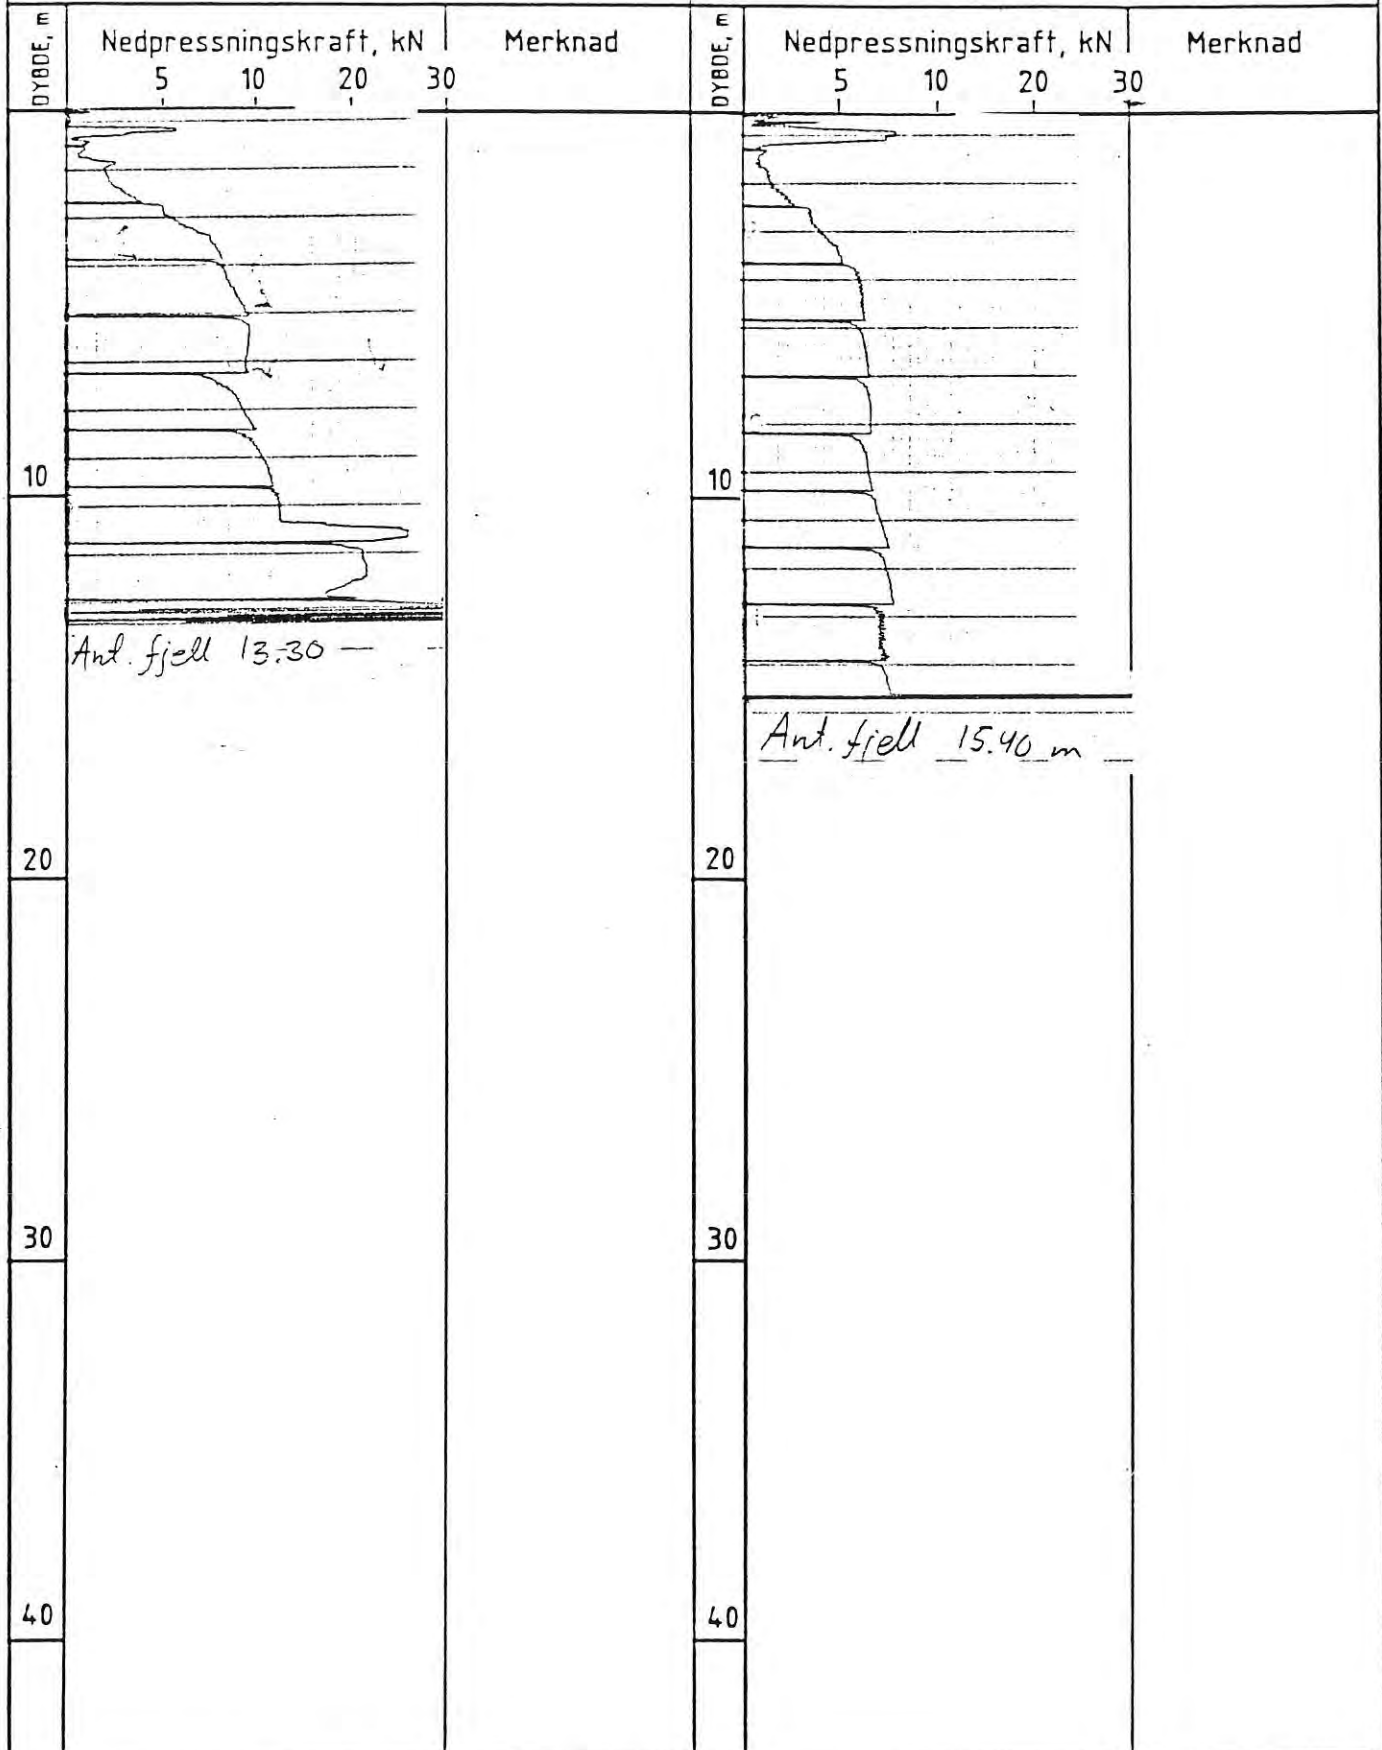 DYBDE, m
Nedpressningskraft, kN
Merknad
5 10 20 30
10
Ant. fjell 13.30
20
30
40
DYBDE, m
Nedpressningskraft, kN
Merknad
5 10 20 30
10
Ant. fjell 15.40 m
20
30
40